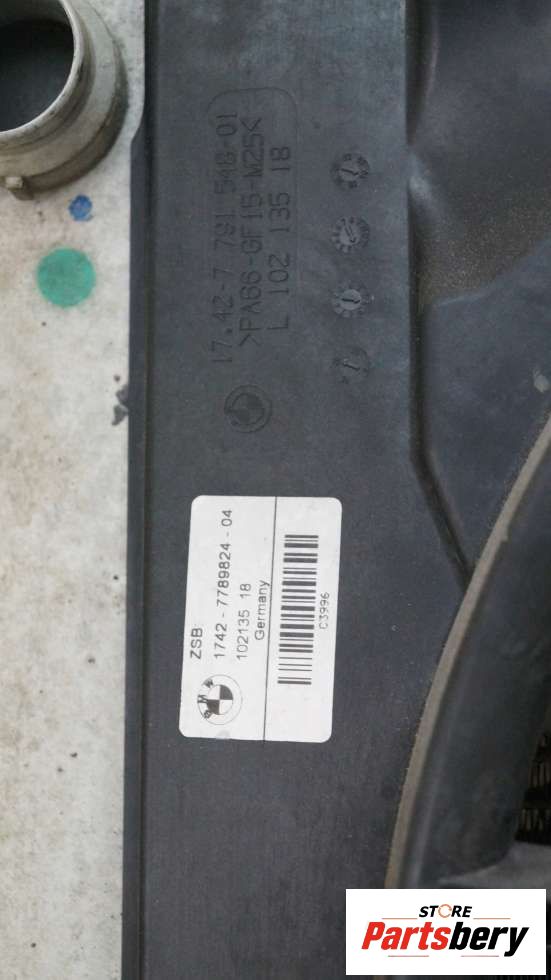 17.42-7 791 548-01
>PA66-GF15-M25<
L 102 135 18
ZSB
1742 - 7789824 - 04
102135 18
Germany
C3996
BMW
STORE
Partsbery